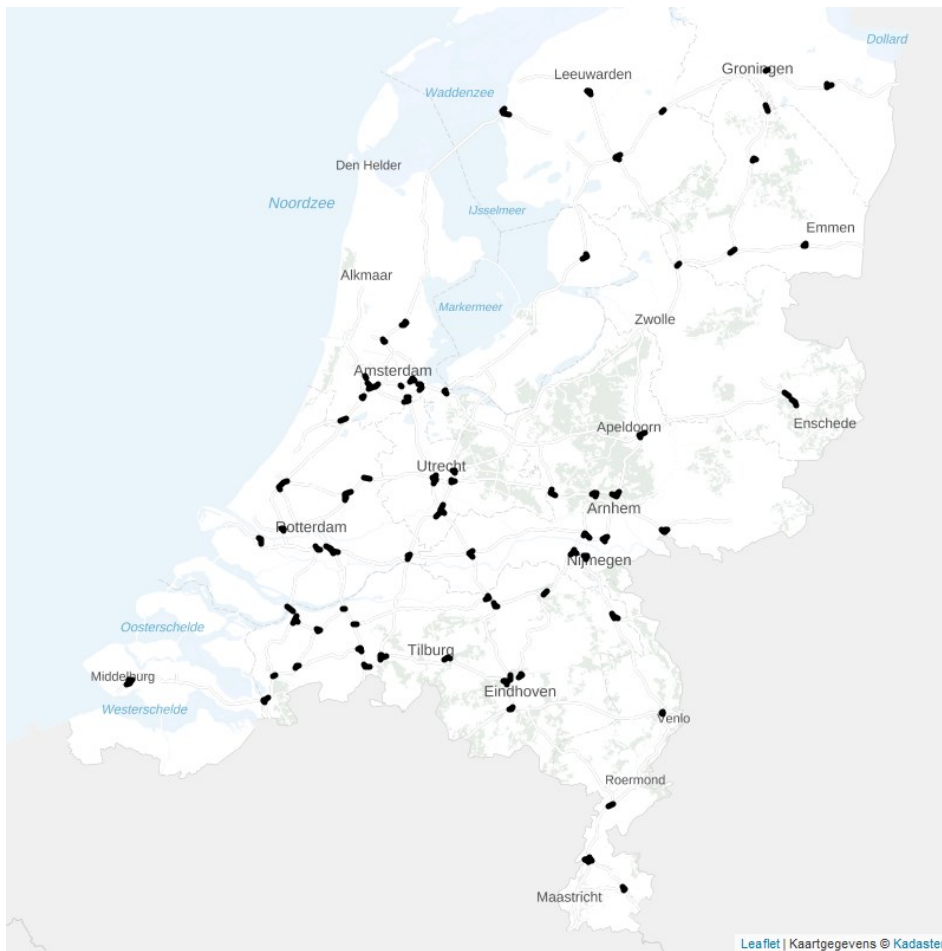 Dollard
Groningen
Leeuwarden
Waddenzee
Den Helder
Noordzee
IJsselmeer
Emmen
Alkmaar
Markermeer
Zwolle
Amsterdam
Apeldoorn
Enschede
Utrecht
Arnhem
Rotterdam
Nijmegen
Oosterschelde
Tilburg
Middelburg
Eindhoven
Westerschelde
Venlo
Roermond
Maastricht
Leaflet | Kaartgegevens © Kadaster